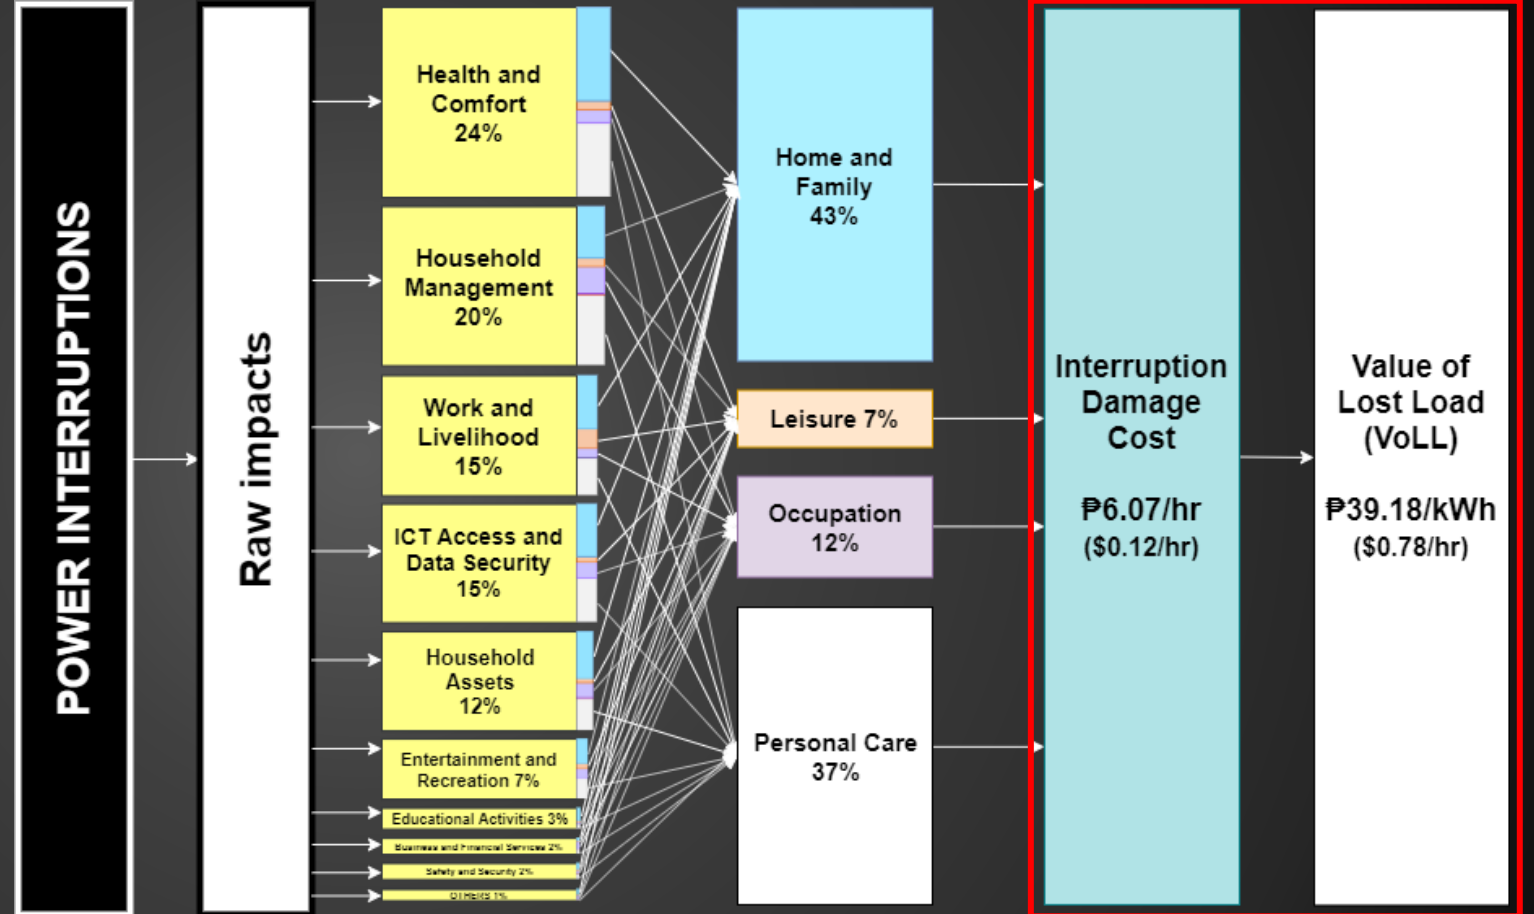 POWER INTERRUPTIONS
Raw impacts
Health and
Comfort
24%
Household
Management
20%
Work and
Livelihood
15%
ICT Access and
Data Security
15%
Household
Assets
12%
Entertainment and
Recreation 7%
Educational Activities 3%
Business and Financial Services 2%
Safety and Security 2%
OTHERS 1%
Home and
Family
43%
Leisure 7%
Occupation
12%
Personal Care
37%
Interruption
Damage
Cost
₱6.07/hr
($0.12/hr)
Value of
Lost Load
(VoLL)
₱39.18/kWh
($0.78/hr)